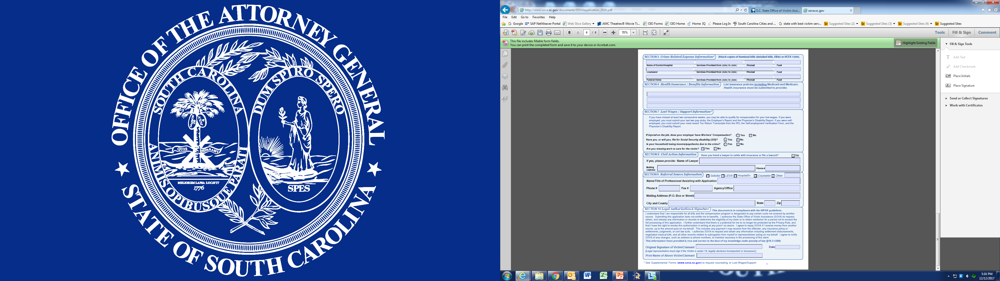 OFFICE OF THE ATTORNEY GENERAL
STATE OF SOUTH CAROLINA
SOUTH CAROLINA
ANIMIS OPIBUSQUE PARATI
MARCH 26
JULY 4
QUIS
SEPARABIT
MELIOREM LAPSA LOCAVIT
1776
DUM SPIRO SPERO
SPES
http://www.sova.sc.gov/documents/SOVAapplication_2016.pdf
S.C. State Office of Victim Assi...
sova.sc.gov
File Edit Go to Favorites Help
Google SAP NetWeaver Portal Web Slice Gallery AMC Theatres® Movie Ti... OIO Forms OIO Home Home IQ Please Log In South Carolina Cities and ... state with best victim serv... Suggested Sites (2) Suggested Sites (3) Suggested Sites (4) Suggested Sites
4 / 4 70% Tools Fill & Sign Comment
This file includes fillable form fields.
You can print the completed form and save it to your device or Acrobat.com.
Highlight Existing Fields
Fill & Sign Tools
Add Text
Add Checkmark
Place Initials
Place Signature
Send or Collect Signatures
Work with Certificates
SECTION 5 Crime-Related Expense Information* Attach copies of itemized bills (detailed bills, UB92 or HCFA 1500).
Name of Doctor/Hospital Services Provided from (date) to (date) Phone# Fax#
Counselor Services Provided from (date) to (date) Phone# Fax#
Funeral Home Services Provided from (date) to (date) Phone# Fax#
SECTION 6 Health Insurance / Benefits Information List insurance policies including Medicaid and Medicare.
Health insurance must be submitted to provider.
SECTION 7 Lost Wages / Support Information*
If you have missed at least two consecutive weeks, you may be able to qualify for compensation for your lost wages. If you were
employed, you must submit your last two pay stubs, the Employer's Report and the Physician's Disability Report. If you were self-
employed, you must submit your most recent Tax Return Transcripts from the IRS, the Self-employment Verification Form, and the
Physician's Disability Report.
If injured on the job, does your employer have Workers' Compensation? Yes No
Have you, or will you, file for Social Security disability (SSI)? Yes No
Is your household losing income/paychecks due to the crime? Yes No
Are you missing work to care for the victim? Yes No
SECTION 8 Civil Action Information Have you hired a lawyer to settle with insurance or file a lawsuit? No
If yes, please provide: Name of Lawyer
Mailing Address Phone #
SECTION 9 Referral Source Information Solicitor LEVA Hospital/Dr. Counselor Other
Name/Title of Professional Assisting with Application
Phone # Fax # Agency/Office
Mailing Address (P.O. Box or Street)
City and County State Zip
SECTION 10 Legal Authorization & Signature This document is in compliance with the HIPAA guidelines.
I understand that I am responsible for all bills and the compensation program is designated to pay certain costs not covered by another
source. Submitting this application does not entitle me to benefits. I authorize the State Office of Victim Assistance (SOVA) to request,
obtain, and release any information or records to determine the eligibility of my claim or to obtain restitution for a period not to exceed the
full processing of this application. I further understand that there is a potential for me to no longer be protected by the Privacy Rule, and
that I have the right to revoke this authorization in writing at any point I so desire. I agree to repay SOVA if I receive money from another
source, up to the amount paid on my behalf. This includes any payment I may receive from the offender, any insurance policy or
settlements, judgments, or civil law suits. I authorize SOVA to request and obtain any information including settlement disbursements,
negotiated medical bills, and all other records related to subrogation from myself or representatives acting on my behalf. I agree to notify
SOVA of any changes, such as address or phone numbers, to maintain accuracy in the processing of this claim.
This information I have provided is true and correct to the best of my knowledge under penalty of law (§16-3-1280).
Original Signature of Victim/Claimant Date
[Legal representative must sign if the Victim is under 18, legally declared incompetent or deceased.]
Print Name of Above Victim/Claimant
* See Supplemental Forms (www.sova.sc.gov) to request counseling or Lost Wages/Support
5:16 PM
12/12/2017